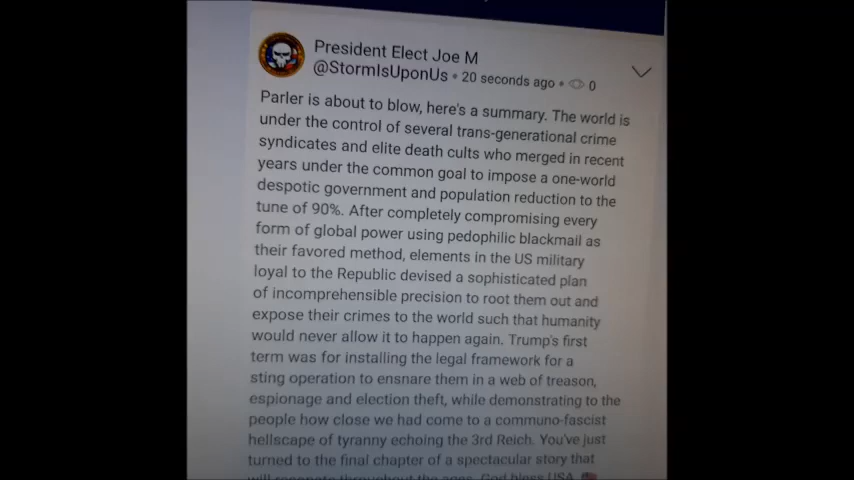 President Elect Joe M
@StormIsUponUs • 20 seconds ago • 0
Parler is about to blow, here's a summary. The world is
under the control of several trans-generational crime
syndicates and elite death cults who merged in recent
years under the common goal to impose a one-world
despotic government and population reduction to the
tune of 90%. After completely compromising every
form of global power using pedophilic blackmail as
their favored method, elements in the US military
loyal to the Republic devised a sophisticated plan
of incomprehensible precision to root them out and
expose their crimes to the world such that humanity
would never allow it to happen again. Trump's first
term was for installing the legal framework for a
sting operation to ensnare them in a web of treason,
espionage and election theft, while demonstrating to the
people how close we had come to a communo-fascist
hellscape of tyranny echoing the 3rd Reich. You've just
turned to the final chapter of a spectacular story that
will resonate throughout the ages. God bless USA.